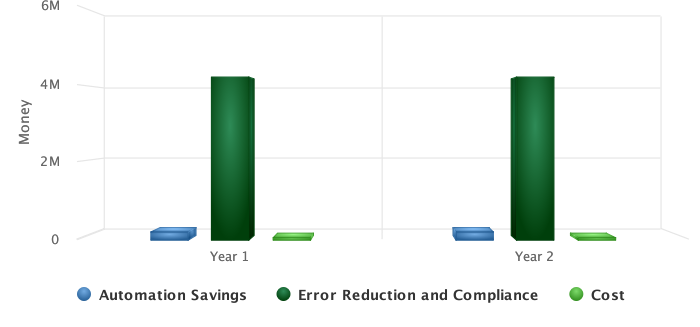 6M
4M
2M
0
Money
Year 1
Year 2
Automation Savings
Error Reduction and Compliance
Cost